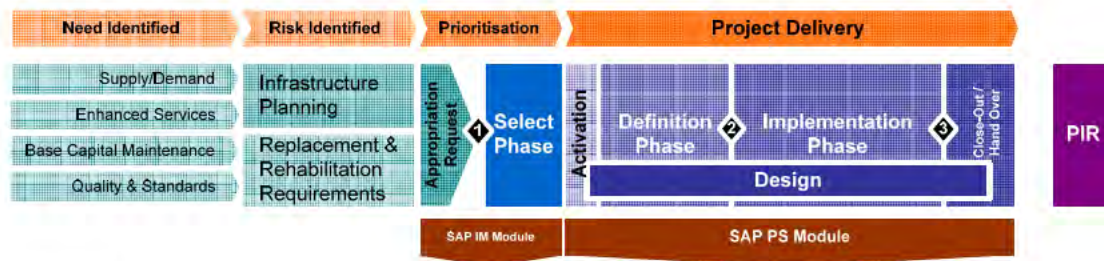 Need Identified
Risk Identified
Prioritisation
Project Delivery
Supply/Demand
Enhanced Services
Base Capital Maintenance
Quality & Standards
Infrastructure
Planning
Replacement &
Rehabilitation
Requirements
Appropriation
Request
1
Select
Phase
Activation
Definition
Phase
2
Implementation
Phase
3
Close-Out /
Hand Over
Design
PIR
SAP IM Module
SAP PS Module